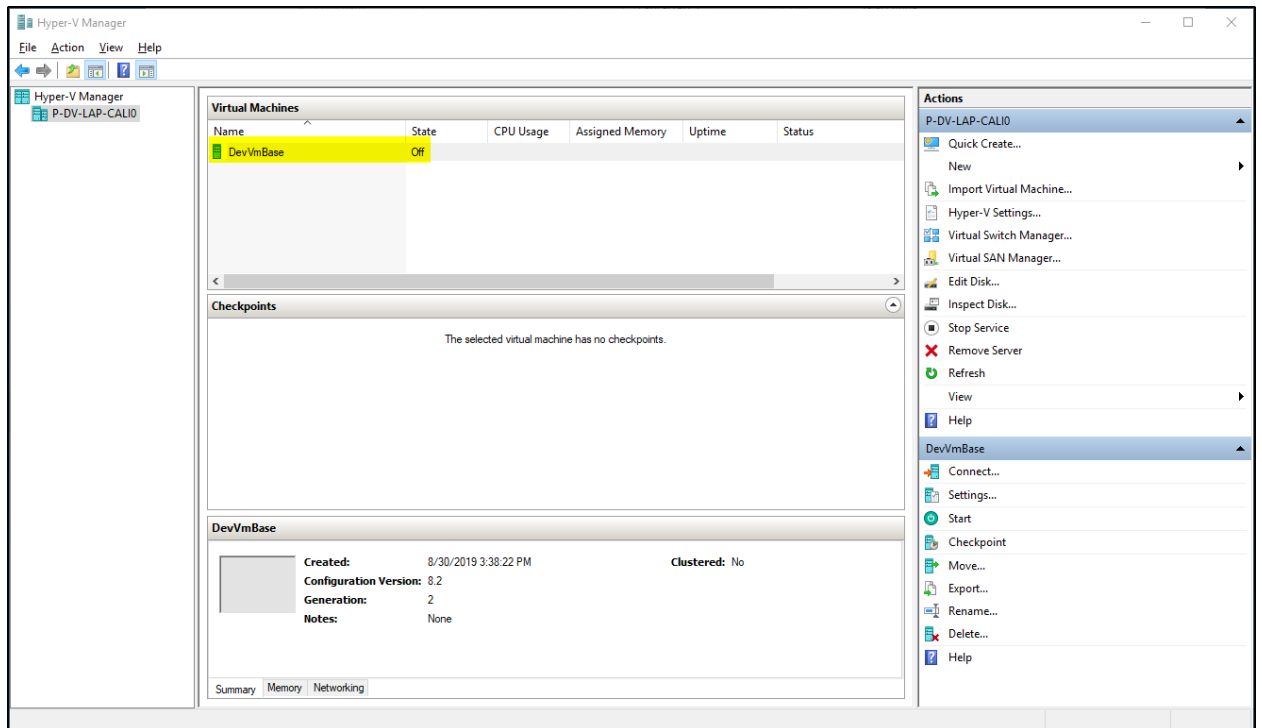 Hyper-V Manager
File Action View Help
Hyper-V Manager
P-DV-LAP-CALI0
Virtual Machines
Name State CPU Usage Assigned Memory Uptime Status
DevVmBase Off
Checkpoints
The selected virtual machine has no checkpoints.
DevVmBase
Created: 8/30/2019 3:38:22 PM Clustered: No
Configuration Version: 8.2
Generation: 2
Notes: None
Summary Memory Networking
Actions
P-DV-LAP-CALI0
Quick Create...
New
Import Virtual Machine...
Hyper-V Settings...
Virtual Switch Manager...
Virtual SAN Manager...
Edit Disk...
Inspect Disk...
Stop Service
Remove Server
Refresh
View
Help
DevVmBase
Connect...
Settings...
Start
Checkpoint
Move...
Export...
Rename...
Delete...
Help